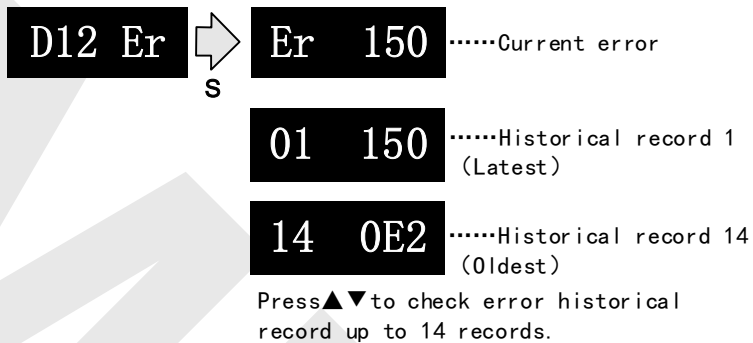 D12 Er
S
Er 150 ……Current error
01 150 ……Historical record 1
(Latest)
14 0E2 ……Historical record 14
(Oldest)
Press▲▼to check error historical
record up to 14 records.